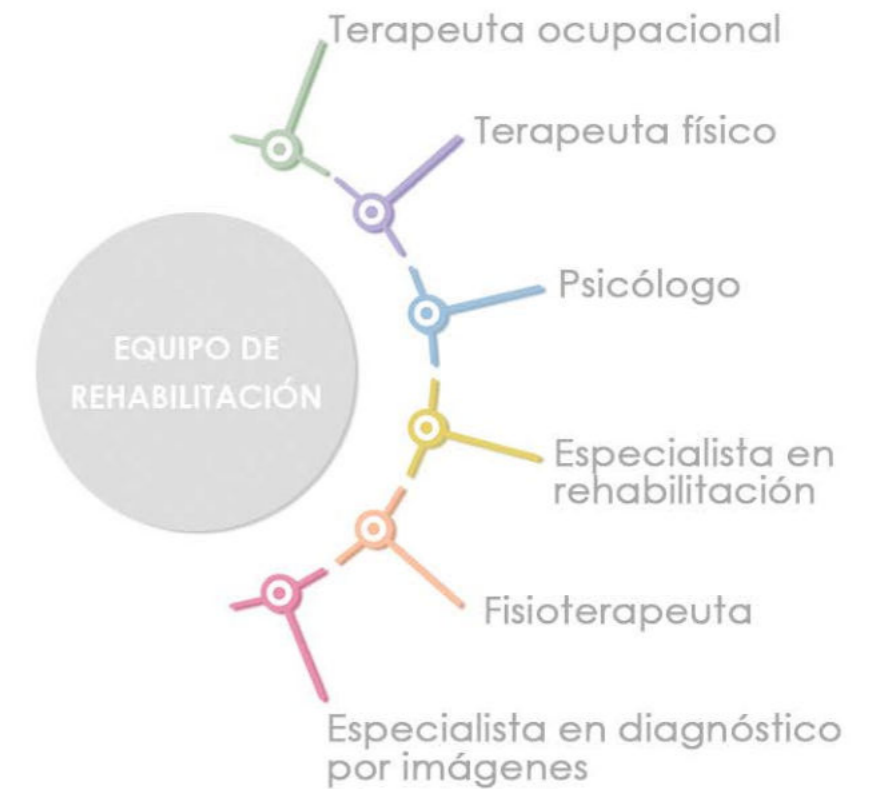 Terapeuta ocupacional
Terapeuta físico
Psicólogo
EQUIPO DE
REHABILITACIÓN
Especialista en
rehabilitación
Fisioterapeuta
Especialista en diagnóstico
por imágenes